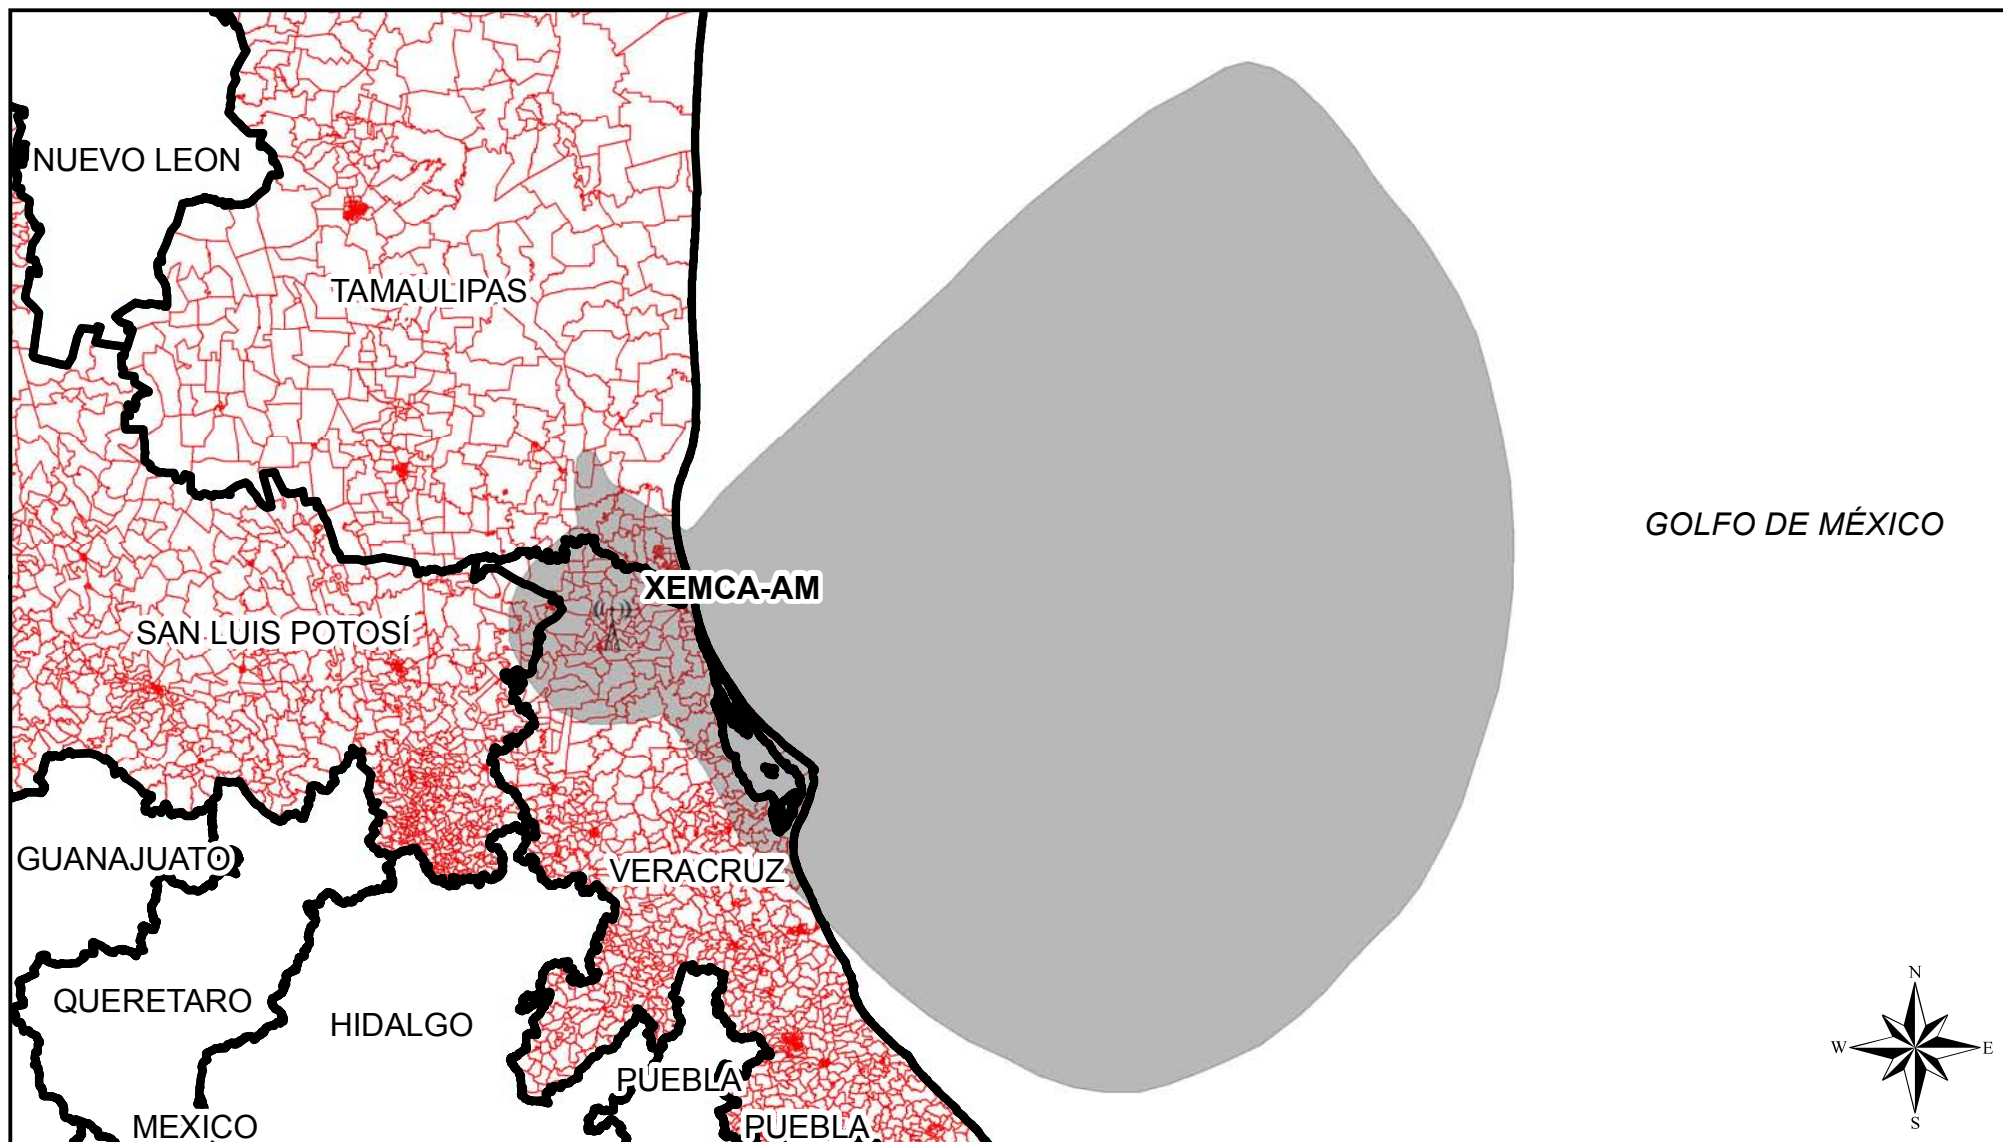 NUEVO LEON
TAMAULIPAS
GOLFO DE MÉXICO
XEMCA-AM
SAN LUIS POTOSÍ
GUANAJUATO
VERACRUZ
QUERETARO
HIDALGO
PUEBLA
MEXICO
PUEBLA
N
W
E
S